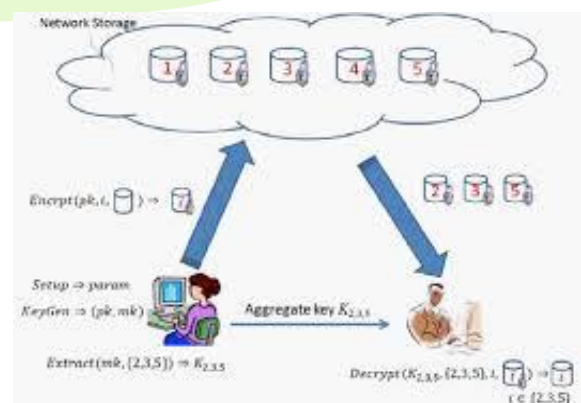 Network Storage
1 2 3 4 5
Encrpt(pk, i, ) ⇒ i
2 3 5
Setup ⇒ param
KeyGen ⇒ (pk, mk)
Aggregate key K₂,₃,₅
Extract(mk, {2,3,5}) ⇒ K₂,₃,₅
Decrypt(K₂,₃,₅, {2,3,5}, i, i) ⇒ i
i ∈ {2,3,5}